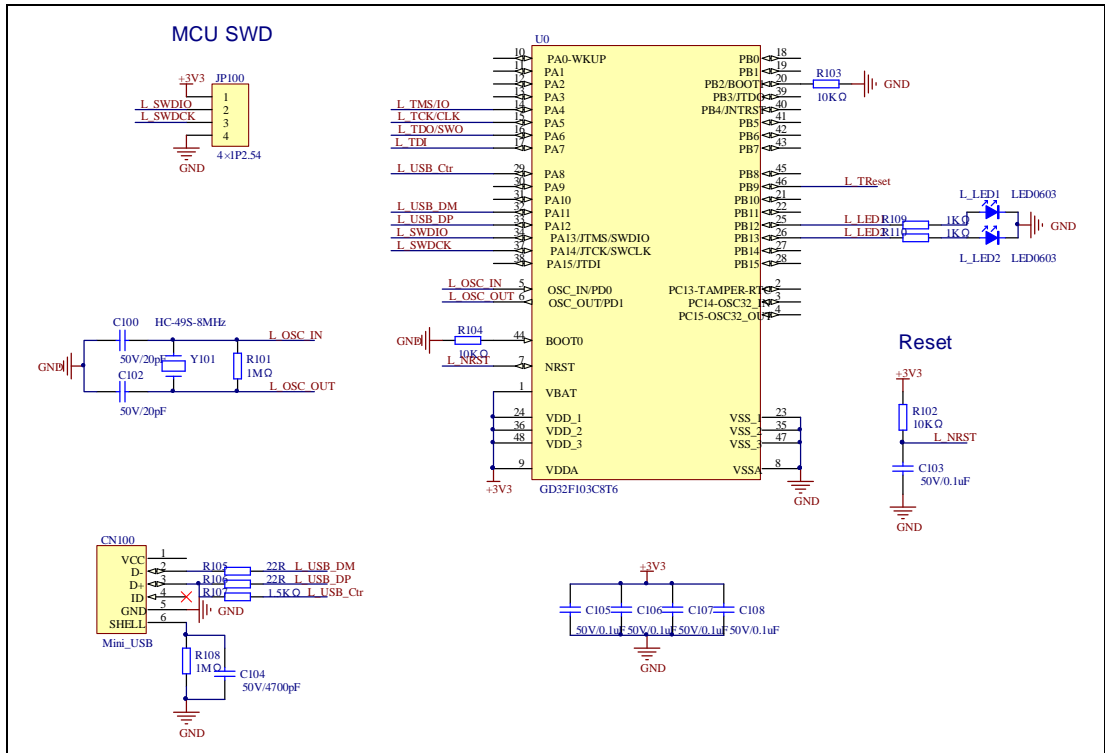 MCU SWD
+3V3
JP100
1
L_SWDIO
2
L_SWDCK
3
4
GND
4×1P2.54
U0
10 PA0-WKUP
11 PA1
12 PA2
13 PA3
L_TMS/IO 14 PA4
L_TCK/CLK 15 PA5
L_TDO/SWO 16 PA6
L_TDI 17 PA7
L_USB_Ctr 29 PA8
30 PA9
31 PA10
L_USB_DM 32 PA11
L_USB_DP 33 PA12
L_SWDIO 34 PA13/JTMS/SWDIO
L_SWDCK 37 PA14/JTCK/SWCLK
38 PA15/JTDI
L_OSC_IN 5 OSC_IN/PD0
L_OSC_OUT 6 OSC_OUT/PD1
GND R104 10KΩ 44 BOOT0
L_NRST 7 NRST
1 VBAT
24 VDD_1
36 VDD_2
48 VDD_3
9 VDDA
+3V3
GD32F103C8T6
PB0 18
PB1 19
PB2/BOOT1 20
R103
10KΩ
GND
PB3/JTDO 39
PB4/JNTRST 40
PB5 41
PB6 42
PB7 43
PB8 45
PB9 46 L_TReset
PB10 21
PB11 22
PB12 25 L_LED1 R109 1KΩ
PB13 26 L_LED2 R110 1KΩ
PB14 27
PB15 28
L_LED1 LED0603
GND
L_LED2 LED0603
PC13-TAMPER-RTC 2
PC14-OSC32_IN 3
PC15-OSC32_OUT 4
VSS_1 23
VSS_2 35
VSS_3 47
VSSA 8
GND
C100 HC-49S-8MHz
L_OSC_IN
50V/20pF
GND
Y101
R101
1MΩ
C102
L_OSC_OUT
50V/20pF
Reset
+3V3
R102
10KΩ
L_NRST
C103
50V/0.1uF
GND
CN100
VCC 1
D- 2 R105 22R L_USB_DM
D+ 3 R106 22R L_USB_DP
ID 4 R107 1.5KΩ L_USB_Ctr
GND 5 GND
SHELL 6
Mini_USB
R108
1MΩ
C104
50V/4700pF
GND
+3V3
C105 C106 C107 C108
50V/0.1uF 50V/0.1uF 50V/0.1uF 50V/0.1uF
GND